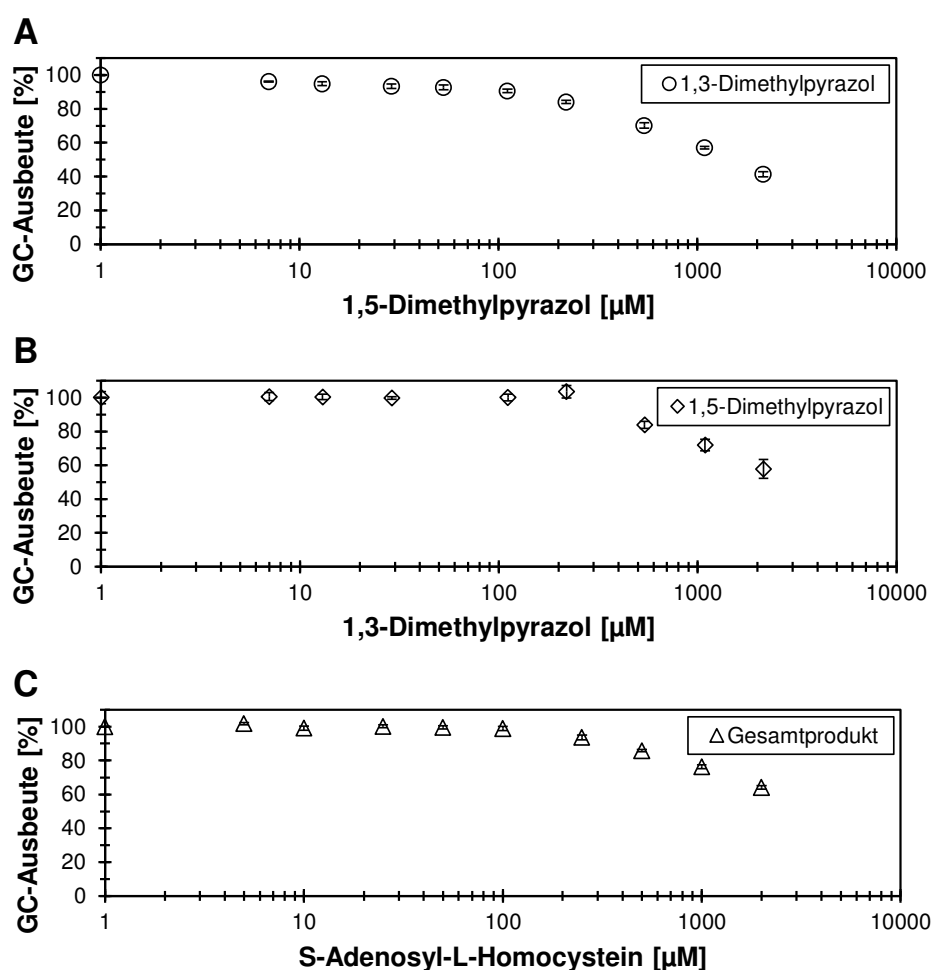 A
GC-Ausbeute [%]
100
80
60
40
20
0
1,3-Dimethylpyrazol
1 10 100 1000 10000
1,5-Dimethylpyrazol [µM]
B
GC-Ausbeute [%]
100
80
60
40
20
0
1,5-Dimethylpyrazol
1 10 100 1000 10000
1,3-Dimethylpyrazol [µM]
C
GC-Ausbeute [%]
100
80
60
40
20
0
Gesamtprodukt
1 10 100 1000 10000
S-Adenosyl-L-Homocystein [µM]